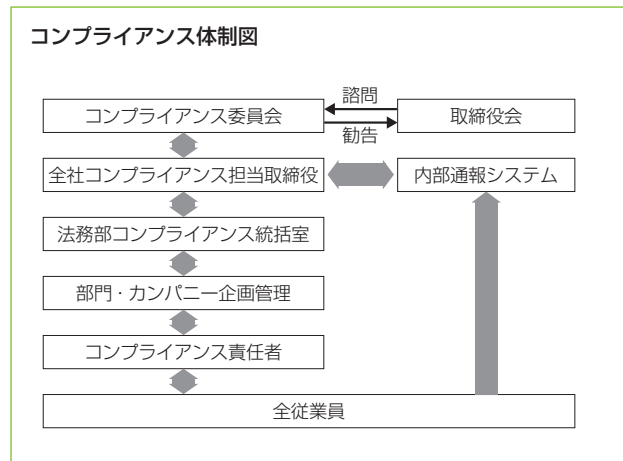 コンプライアンス体制図
諮問
コンプライアンス委員会
取締役会
勧告
全社コンプライアンス担当取締役
内部通報システム
法務部コンプライアンス統括室
部門・カンパニー企画管理
コンプライアンス責任者
全従業員